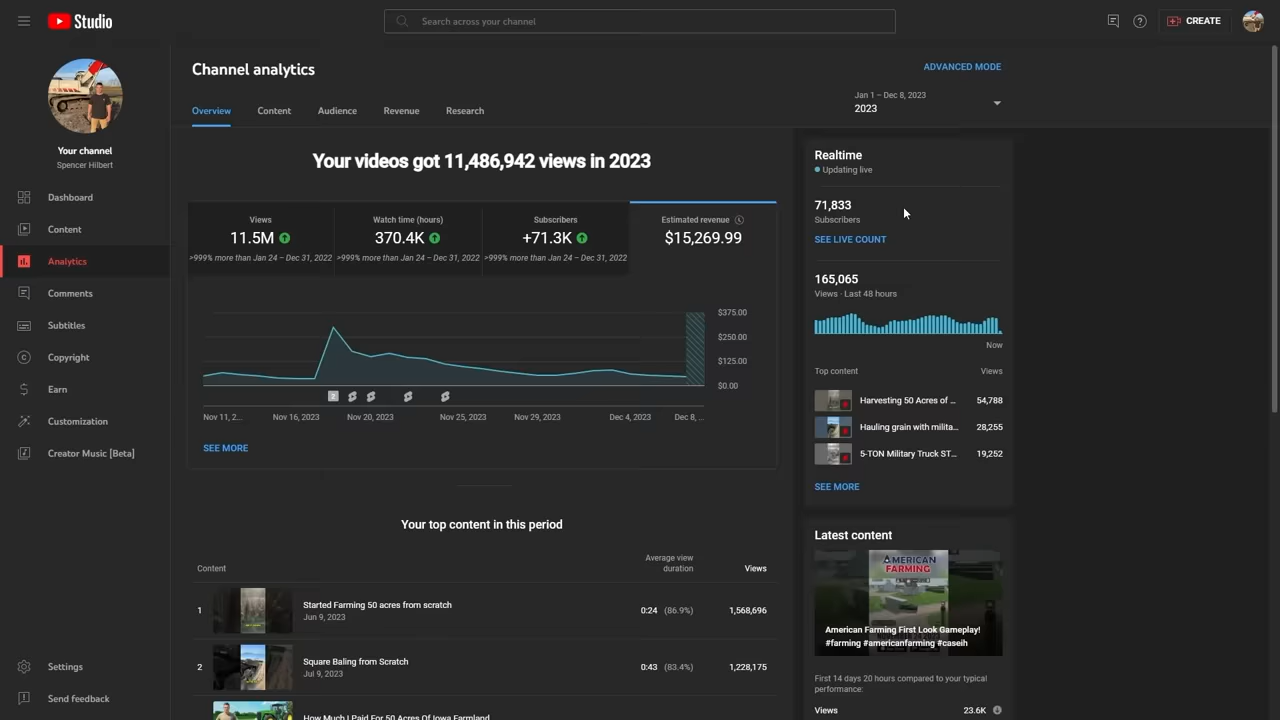 Studio
Search across your channel
CREATE
Your channel
Spencer Hilbert
Dashboard
Content
Analytics
Comments
Subtitles
Copyright
Earn
Customization
Creator Music [Beta]
Settings
Send feedback
Channel analytics
ADVANCED MODE
Jan 1 – Dec 8, 2023
2023
Overview
Content
Audience
Revenue
Research
Your videos got 11,486,942 views in 2023
Views
11.5M
>999% more than Jan 24 – Dec 31, 2022
Watch time (hours)
370.4K
>999% more than Jan 24 – Dec 31, 2022
Subscribers
+71.3K
>999% more than Jan 24 – Dec 31, 2022
Estimated revenue
$15,269.99
$375.00
$250.00
$125.00
$0.00
Nov 11, 2...
Nov 16, 2023
Nov 20, 2023
Nov 25, 2023
Nov 29, 2023
Dec 4, 2023
Dec 8, ...
SEE MORE
Your top content in this period
Content
Average view
duration
Views
1
Started Farming 50 acres from scratch
Jun 9, 2023
0:24 (86.9%)
1,568,696
2
Square Baling from Scratch
Jul 9, 2023
0:43 (83.4%)
1,228,175
How Much I Paid For 50 Acres Of Iowa Farmland
Realtime
Updating live
71,833
Subscribers
SEE LIVE COUNT
165,065
Views · Last 48 hours
Now
Top content
Views
Harvesting 50 Acres of ...
54,788
Hauling grain with milita...
28,255
5-TON Military Truck ST...
19,252
SEE MORE
Latest content
AMERICAN
FARMING
American Farming First Look Gameplay!
#farming #americanfarming #caseih
First 14 days 20 hours compared to your typical
performance:
Views
23.6K